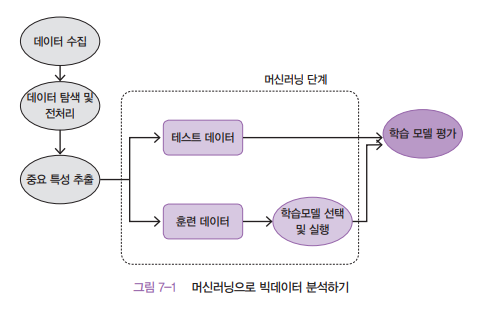 데이터 수집
머신러닝 단계
데이터 탐색 및
전처리
테스트 데이터
학습 모델 평가
중요 특성 추출
훈련 데이터
학습모델 선택
및 실행
그림 7-1 머신러닝으로 빅데이터 분석하기